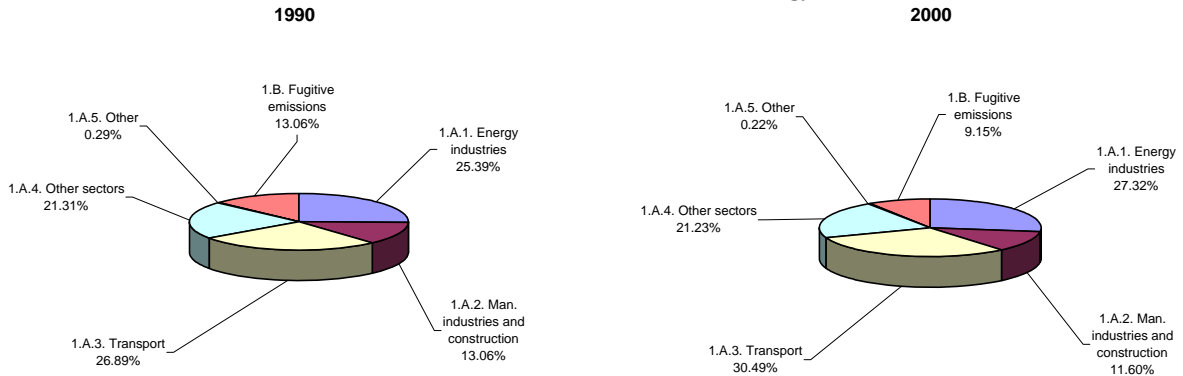 1990
1.B. Fugitive
emissions
13.06%
1.A.5. Other
0.29%
1.A.1. Energy
industries
25.39%
1.A.4. Other sectors
21.31%
1.A.2. Man.
industries and
construction
13.06%
1.A.3. Transport
26.89%
2000
1.B. Fugitive
emissions
9.15%
1.A.5. Other
0.22%
1.A.1. Energy
industries
27.32%
1.A.4. Other sectors
21.23%
1.A.2. Man.
industries and
construction
11.60%
1.A.3. Transport
30.49%